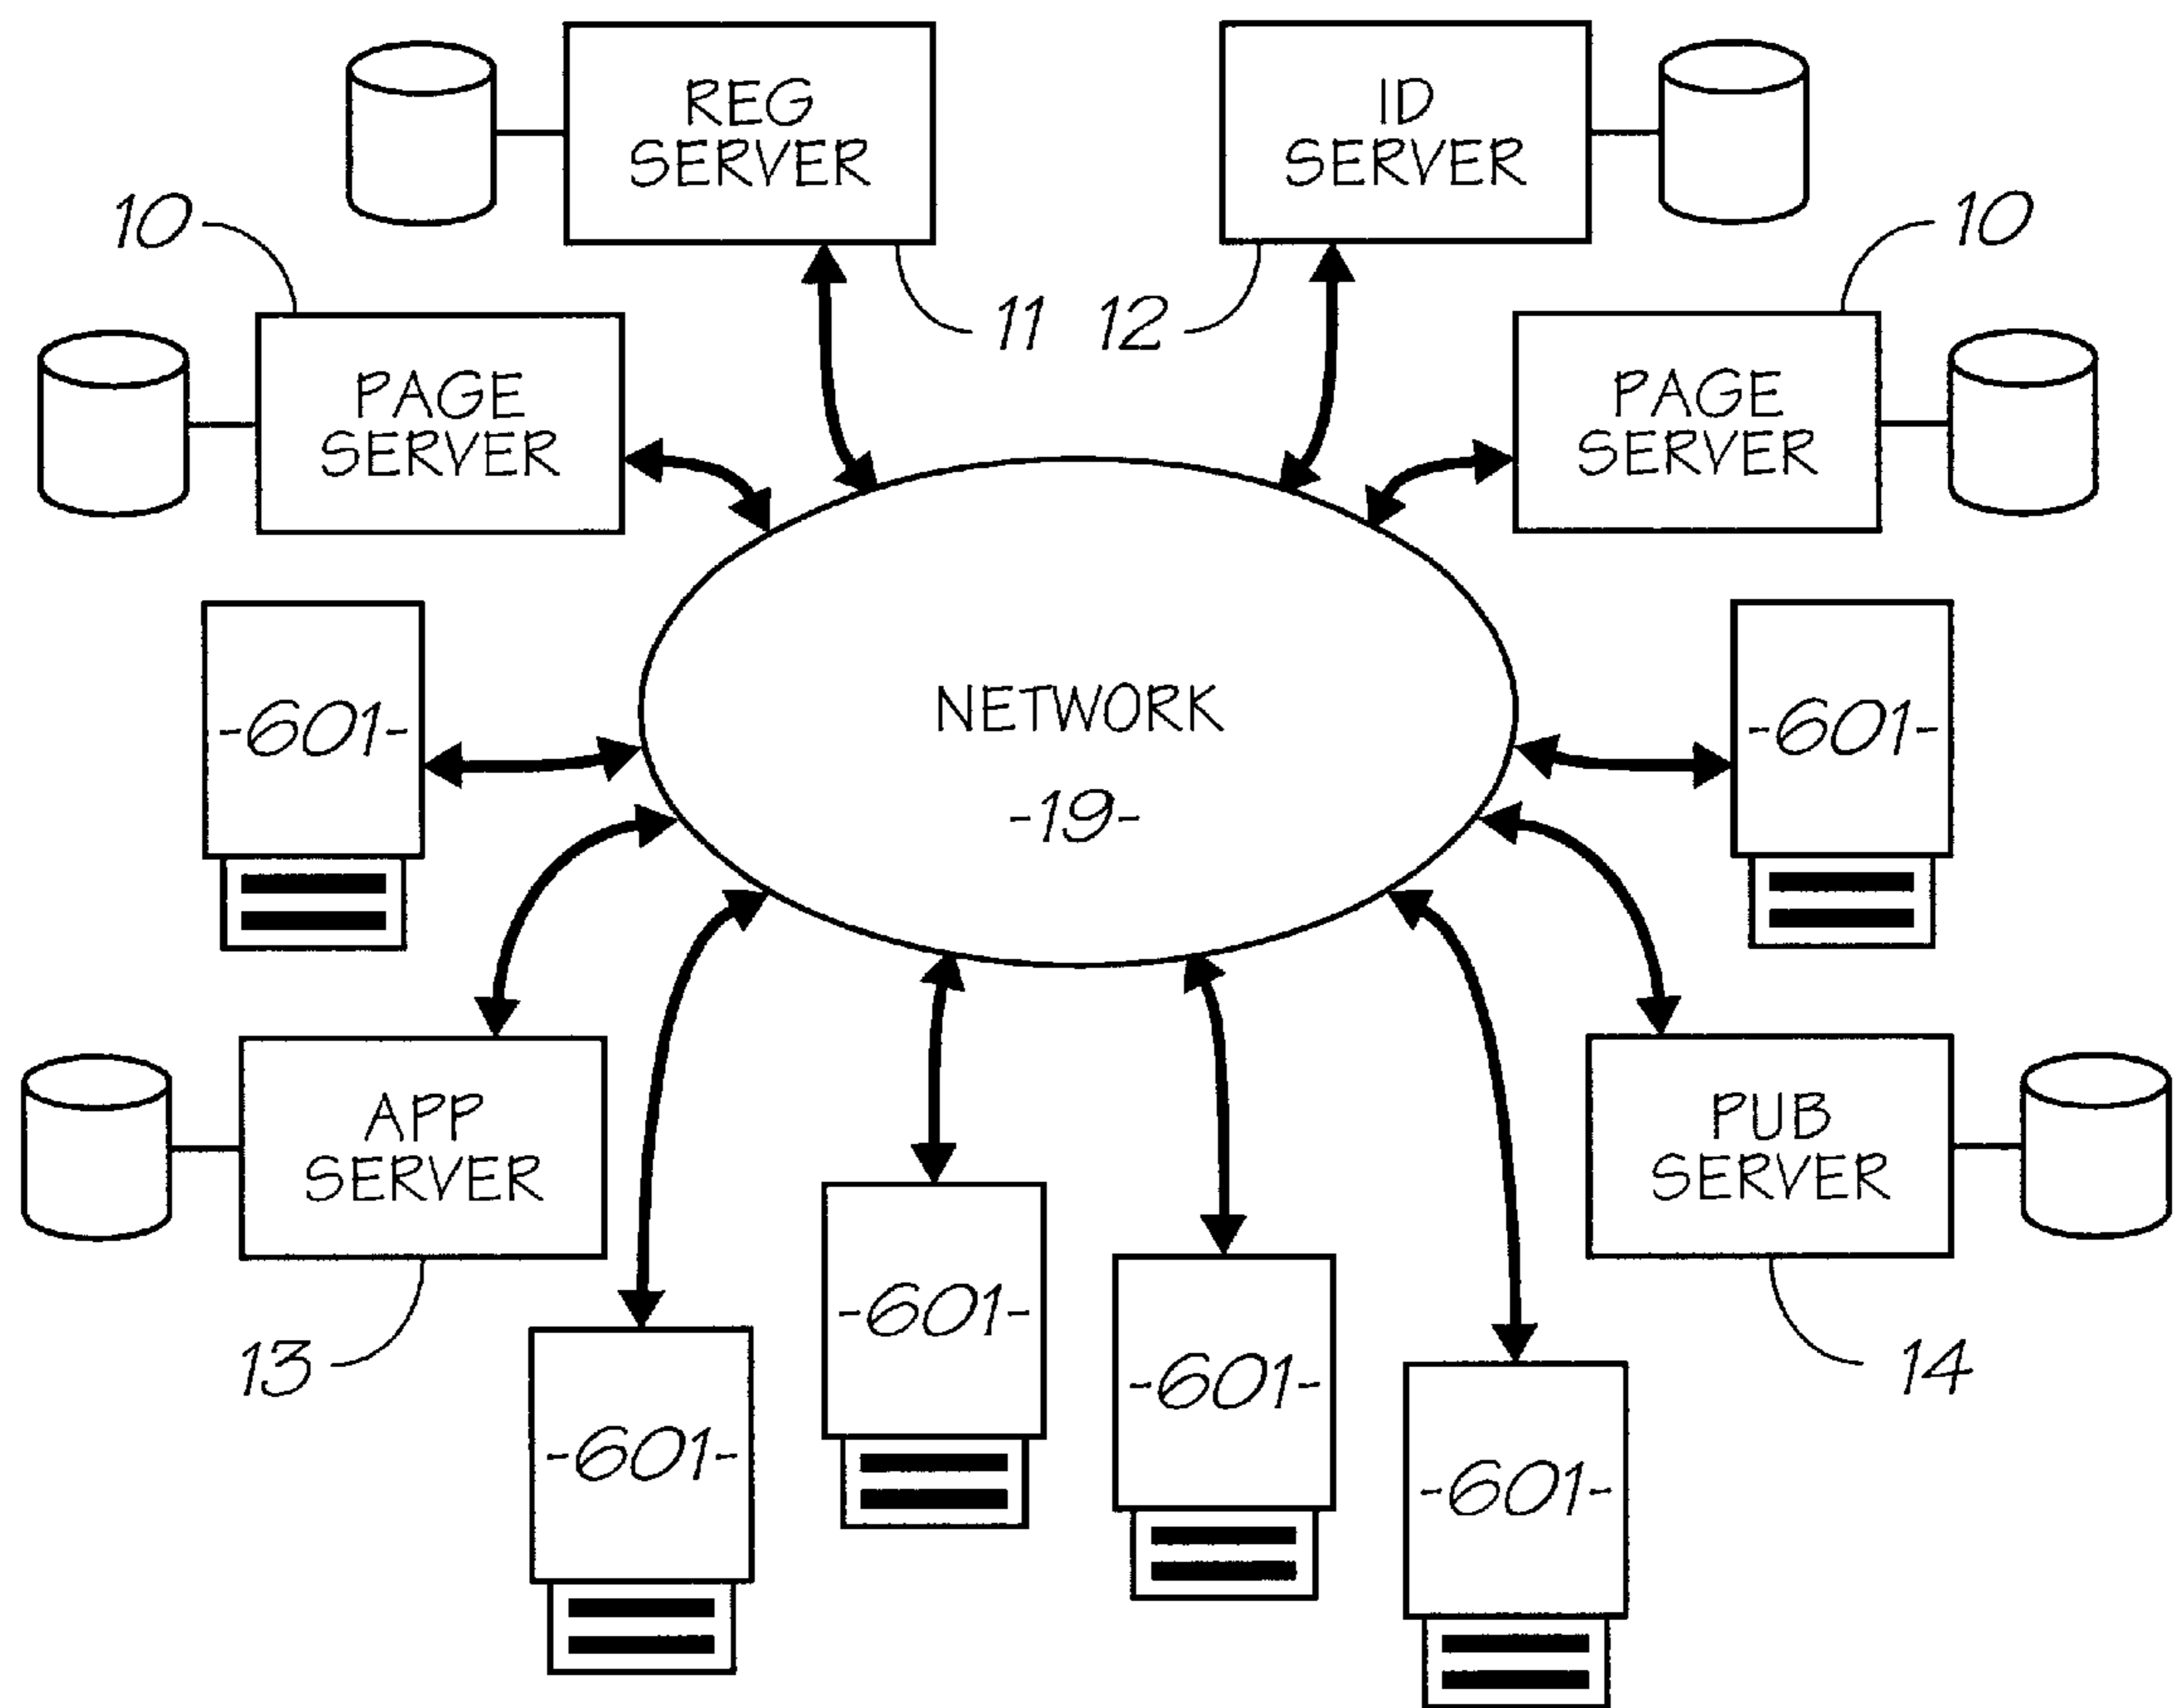 REG
SERVER
ID
SERVER
10
10
11
12
PAGE
SERVER
PAGE
SERVER
NETWORK
-19-
-601-
-601-
APP
SERVER
PUB
SERVER
13
14
-601-
-601-
-601-
-601-